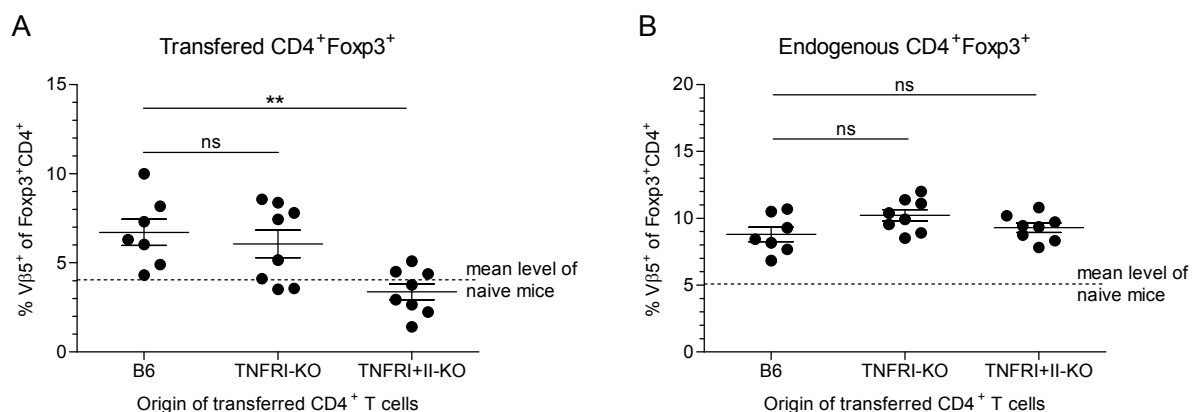 A
Transfered CD4⁺Foxp3⁺
% Vβ5⁺ of Foxp3⁺CD4⁺
15
10
5
0
**
ns
mean level of
naive mice
B6
TNFRI-KO
TNFRI+II-KO
Origin of transferred CD4⁺ T cells
B
Endogenous CD4⁺Foxp3⁺
% Vβ5⁺ of Foxp3⁺CD4⁺
20
15
10
5
0
ns
ns
mean level of
naive mice
B6
TNFRI-KO
TNFRI+II-KO
Origin of transferred CD4⁺ T cells